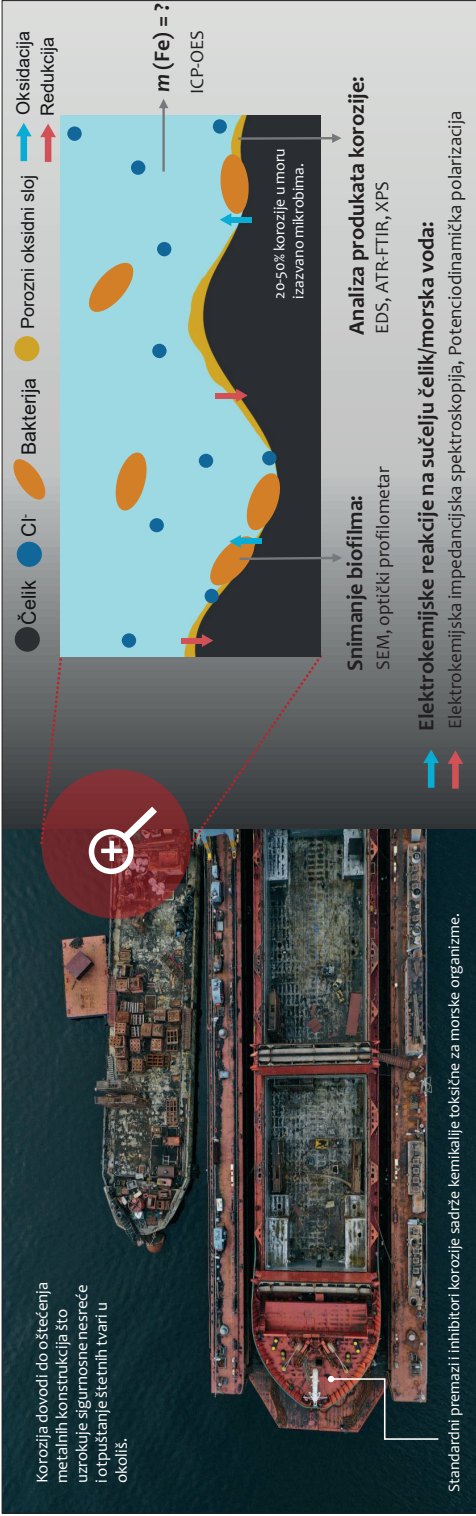 Korozija dovodi do oštećenja
metalnih konstrukcija što
uzrokuje sigurnosne nesreće
i otpuštanje štetnih tvari u
okoliš.
Standardni premazi i inhibitori korozije sadrže kemikalije toksične za morske organizme.
Čelik
Cl-
Bakterija
Porozni oksidni sloj
Oksidacija
Redukcija
m (Fe) = ?
ICP-OES
20-50% korozije u moru
izazvano mikrobima.
Snimanje biofilma:
SEM, optički profilometar
Analiza produkata korozije:
EDS, ATR-FTIR, XPS
Elektrokemijske reakcije na sučelju čelik/morska voda:
Elektrokemijska impedancijska spektroskopija, Potenciodinamička polarizacija